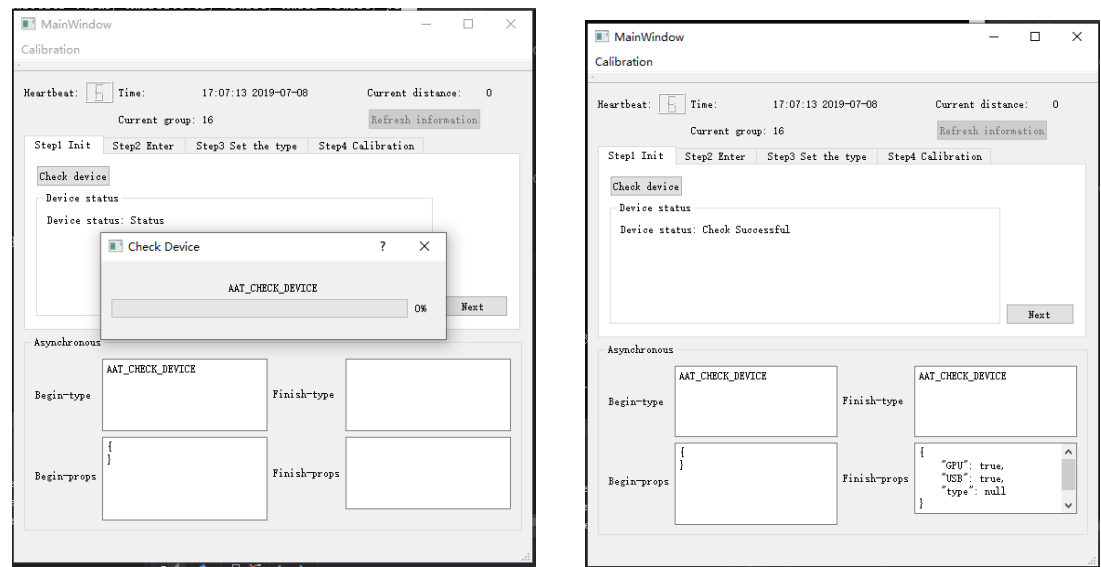 MainWindow
Calibration
Heartbeat: 6 Time: 17:07:13 2019-07-08 Current distance: 0
Current group: 16 Refresh information
Step1 Init Step2 Enter Step3 Set the type Step4 Calibration
Check device
Device status
Device status: Status
Check Device ?
AAT_CHECK_DEVICE
0%
Next
Asynchronous
Begin-type AAT_CHECK_DEVICE Finish-type
Begin-props {
} Finish-props
MainWindow
Calibration
Heartbeat: 6 Time: 17:07:13 2019-07-08 Current distance: 0
Current group: 16 Refresh information
Step1 Init Step2 Enter Step3 Set the type Step4 Calibration
Check device
Device status
Device status: Check Successful
Next
Asynchronous
Begin-type AAT_CHECK_DEVICE Finish-type AAT_CHECK_DEVICE
Begin-props {
}
Finish-props {
"GPU": true,
"USB": true,
"type": null
}